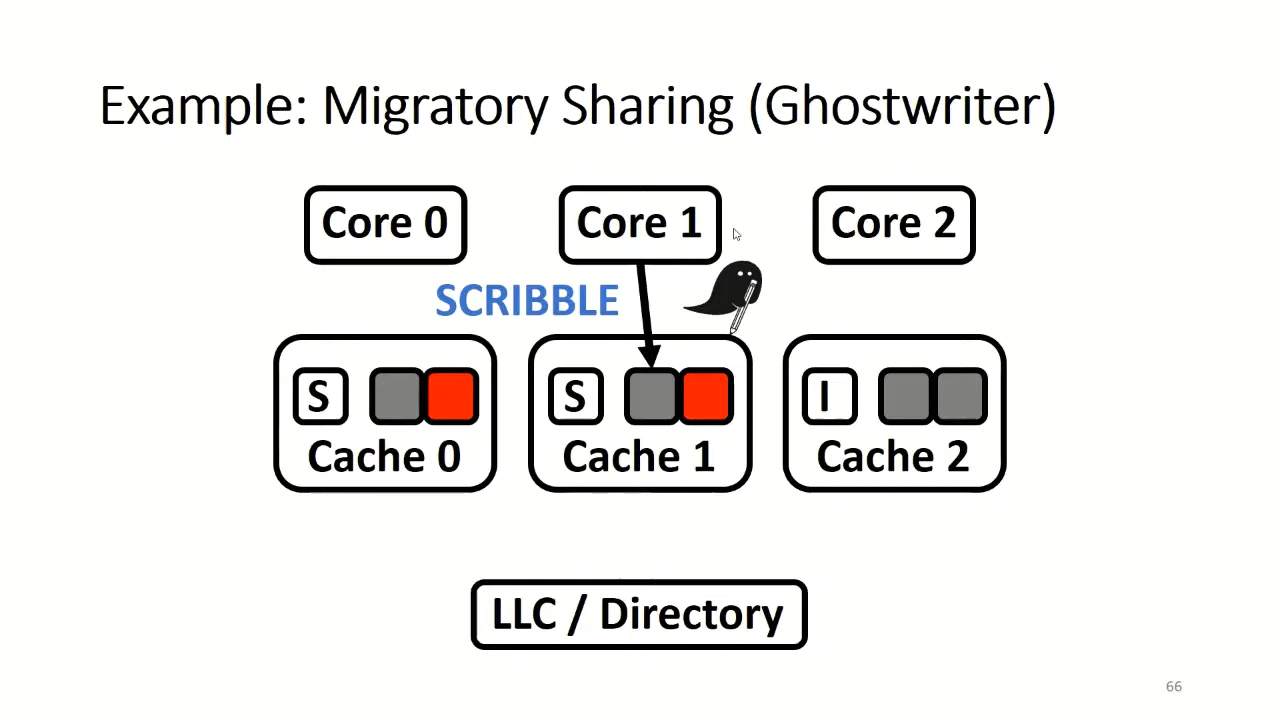 Example: Migratory Sharing (Ghostwriter)
Core 0
Core 1
Core 2
SCRIBBLE
S
Cache 0
S
Cache 1
I
Cache 2
LLC / Directory
66